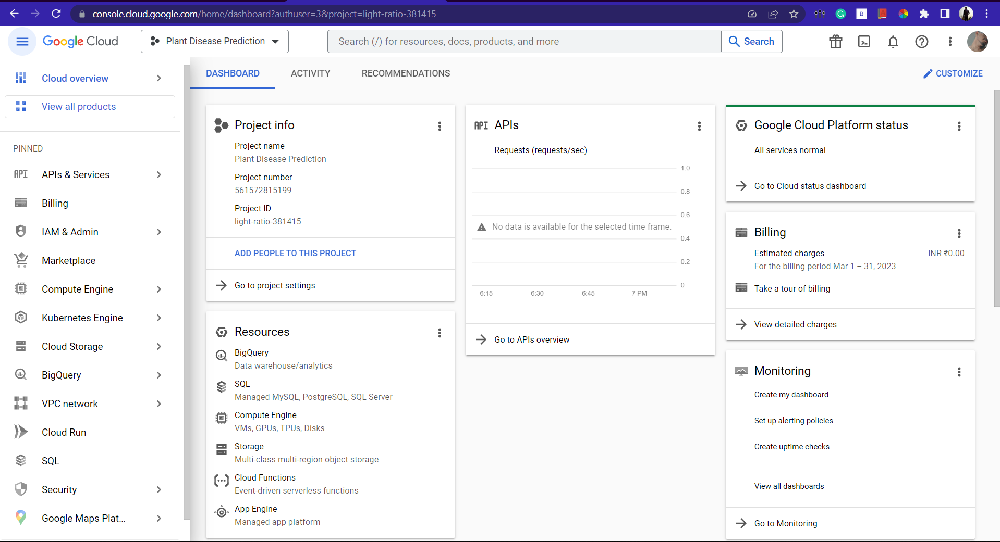 console.cloud.google.com/home/dashboard?authuser=3&project=light-ratio-381415
Google Cloud
Plant Disease Prediction
Search (/) for resources, docs, products, and more
Search
Cloud overview
View all products
PINNED
API APIs & Services
Billing
IAM & Admin
Marketplace
Compute Engine
Kubernetes Engine
Cloud Storage
BigQuery
VPC network
Cloud Run
SQL
Security
Google Maps Plat...
DASHBOARD
ACTIVITY
RECOMMENDATIONS
CUSTOMIZE
Project info
Project name
Plant Disease Prediction
Project number
561572815199
Project ID
light-ratio-381415
ADD PEOPLE TO THIS PROJECT
Go to project settings
Resources
BigQuery
Data warehouse/analytics
SQL
Managed MySQL, PostgreSQL, SQL Server
Compute Engine
VMs, GPUs, TPUs, Disks
Storage
Multi-class multi-region object storage
Cloud Functions
Event-driven serverless functions
App Engine
Managed app platform
API APIs
Requests (requests/sec)
1.0
0.8
0.6
No data is available for the selected time frame.
0.4
0.2
0
6:15 6:30 6:45 7 PM
Go to APIs overview
Google Cloud Platform status
All services normal
Go to Cloud status dashboard
Billing
Estimated charges INR ₹0.00
For the billing period Mar 1 – 31, 2023
Take a tour of billing
View detailed charges
Monitoring
Create my dashboard
Set up alerting policies
Create uptime checks
View all dashboards
Go to Monitoring